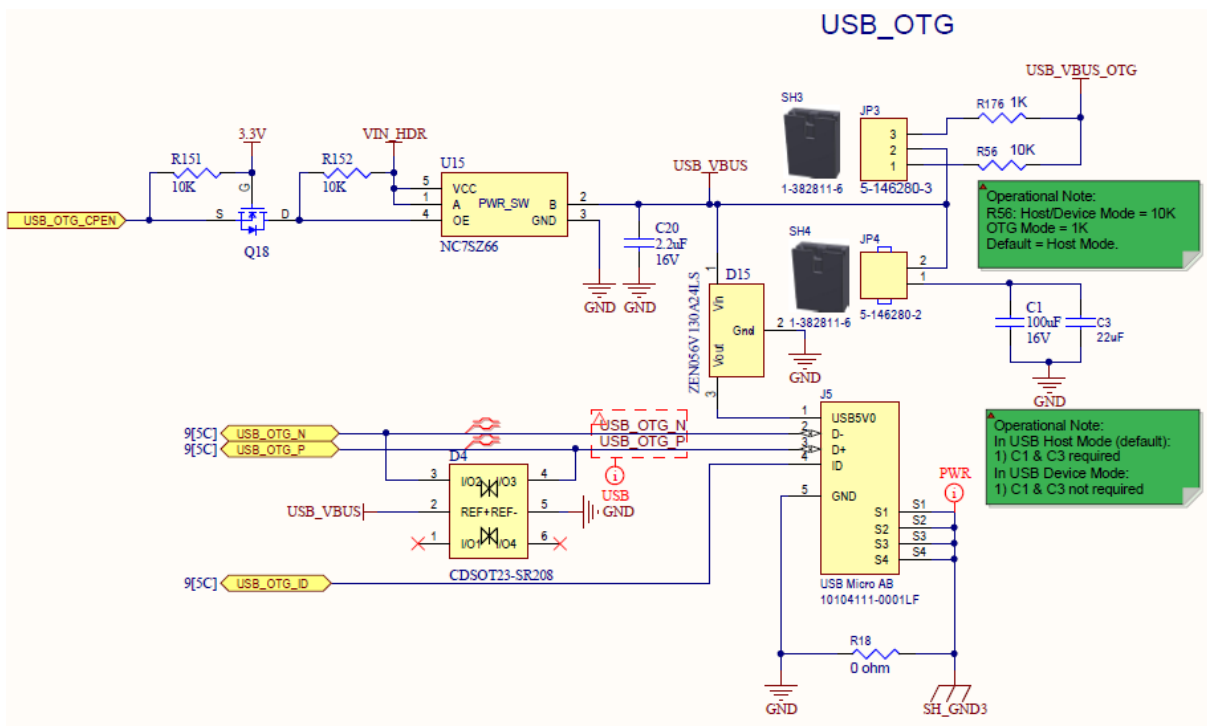 USB_OTG
USB_VBUS_OTG
SH3
JP3
R176 1K
3
2
1
R56 10K
1-382811-6
5-146280-3
Operational Note:
R56: Host/Device Mode = 10K
OTG Mode = 1K
Default = Host Mode.
3.3V
VIN_HDR
R151
10K
R152
10K
G
S
D
Q18
USB_OTG_CPEN
U15
5
1
4
VCC
A
OE
PWR_SW
B
GND
2
3
NC7SZ66
USB_VBUS
C20
2.2uF
16V
GND
GND
SH4
JP4
2
1
1-382811-6
5-146280-2
C1
100uF
16V
C3
22uF
GND
D15
ZEN056V130A24LS
1
Vin
Gnd
2
Vout
3
GND
Operational Note:
In USB Host Mode (default):
1) C1 & C3 required
In USB Device Mode:
1) C1 & C3 not required
9[5C] USB_OTG_N
9[5C] USB_OTG_P
USB_OTG_N
USB_OTG_P
i
USB
D4
3 I/O2 I/O3 4
USB_VBUS 2 REF+ REF- 5 GND
1 I/O1 I/O4 6
CDSOT23-SR208
9[5C] USB_OTG_ID
J5
1 USB5V0
2 D-
3 D+
4 ID
5 GND
S1 S1
S2 S2
S3 S3
S4 S4
USB Micro AB
10104111-0001LF
PWR
i
R18
0 ohm
GND
SH_GND3